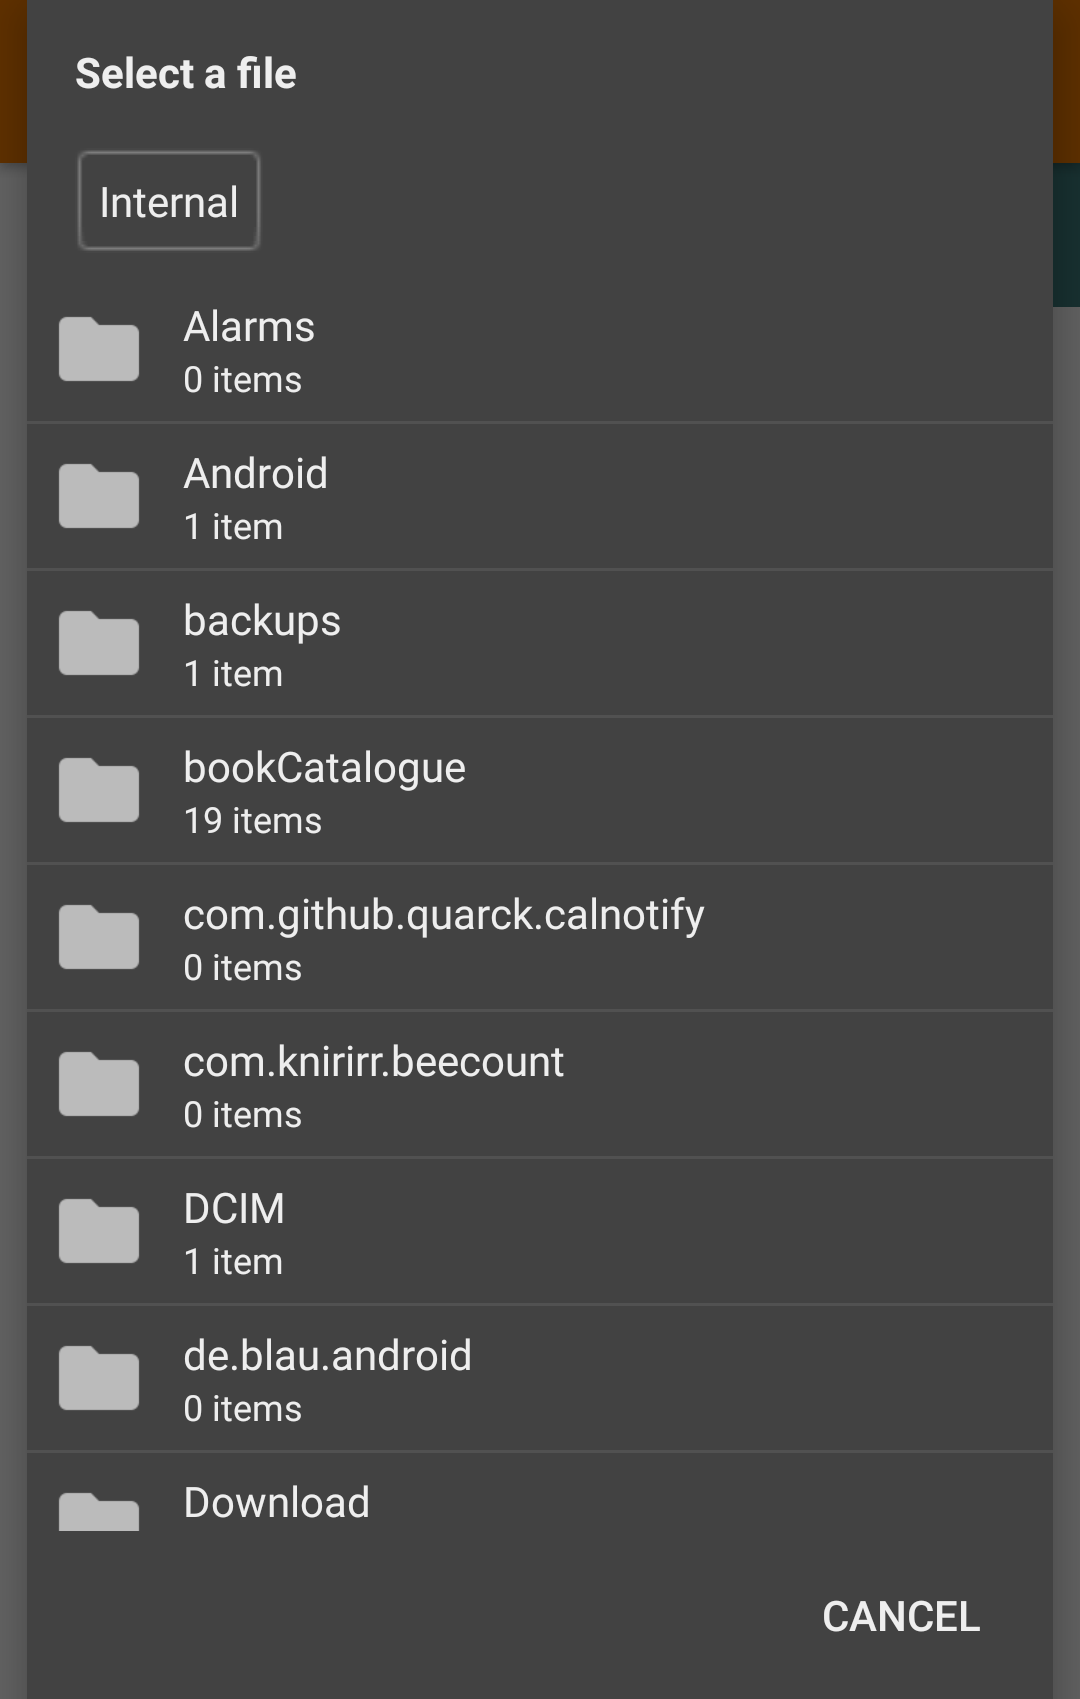 Select a file
Internal
Alarms
0 items
Android
1 item
backups
1 item
bookCatalogue
19 items
com.github.quarck.calnotify
0 items
com.knirirr.beecount
0 items
DCIM
1 item
de.blau.android
0 items
Download
CANCEL